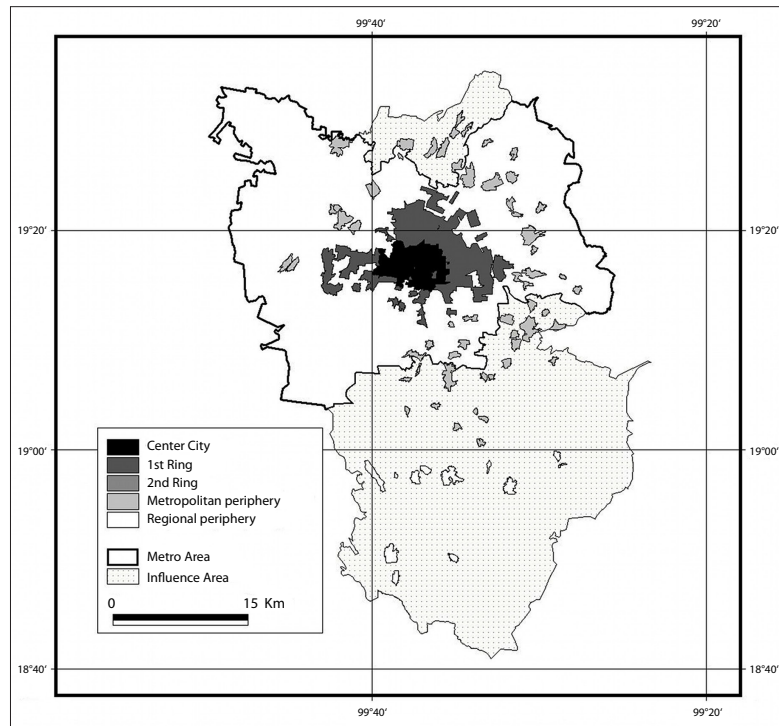 99°40′ 99°20′
19°20′ 19°20′
19°00′ 19°00′
Center City
1st Ring
2nd Ring
Metropolitan periphery
Regional periphery
Metro Area
Influence Area
0 15 Km
18°40′ 18°40′
99°40′ 99°20′